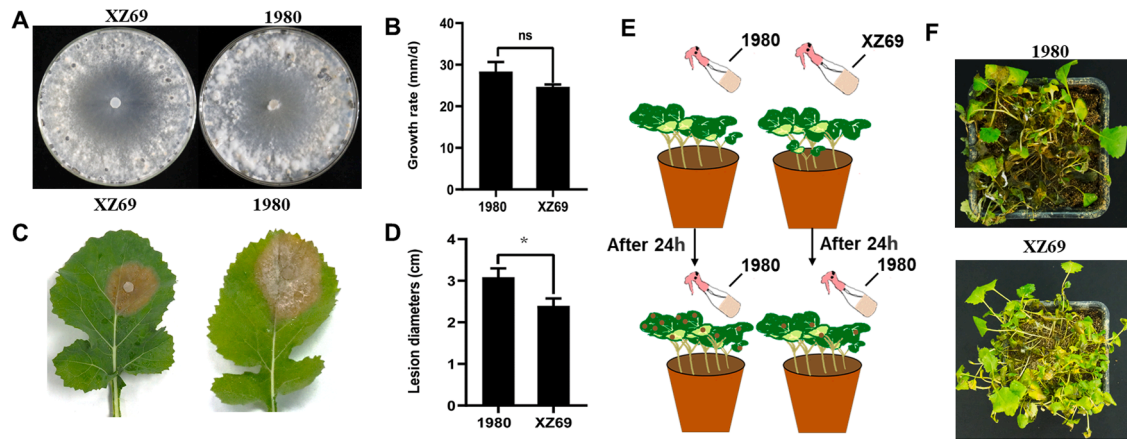 A
XZ69
1980
B
Growth rate (mm/d)
40
30
20
10
0
ns
1980
XZ69
C
XZ69
1980
D
Lesion diameters (cm)
4
3
2
1
0
*
1980
XZ69
E
1980
XZ69
After 24h
After 24h
1980
1980
F
1980
XZ69